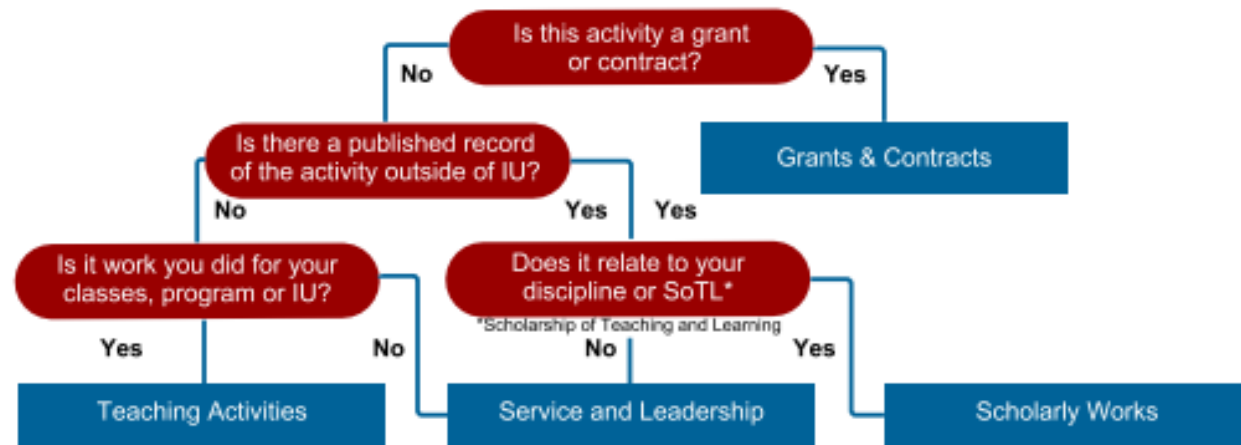 Is this activity a grant
or contract?
No
Yes
Is there a published record
of the activity outside of IU?
Grants & Contracts
No
Yes
Yes
Is it work you did for your
classes, program or IU?
Does it relate to your
discipline or SoTL*
*Scholarship of Teaching and Learning
Yes
No
No
Yes
Teaching Activities
Service and Leadership
Scholarly Works